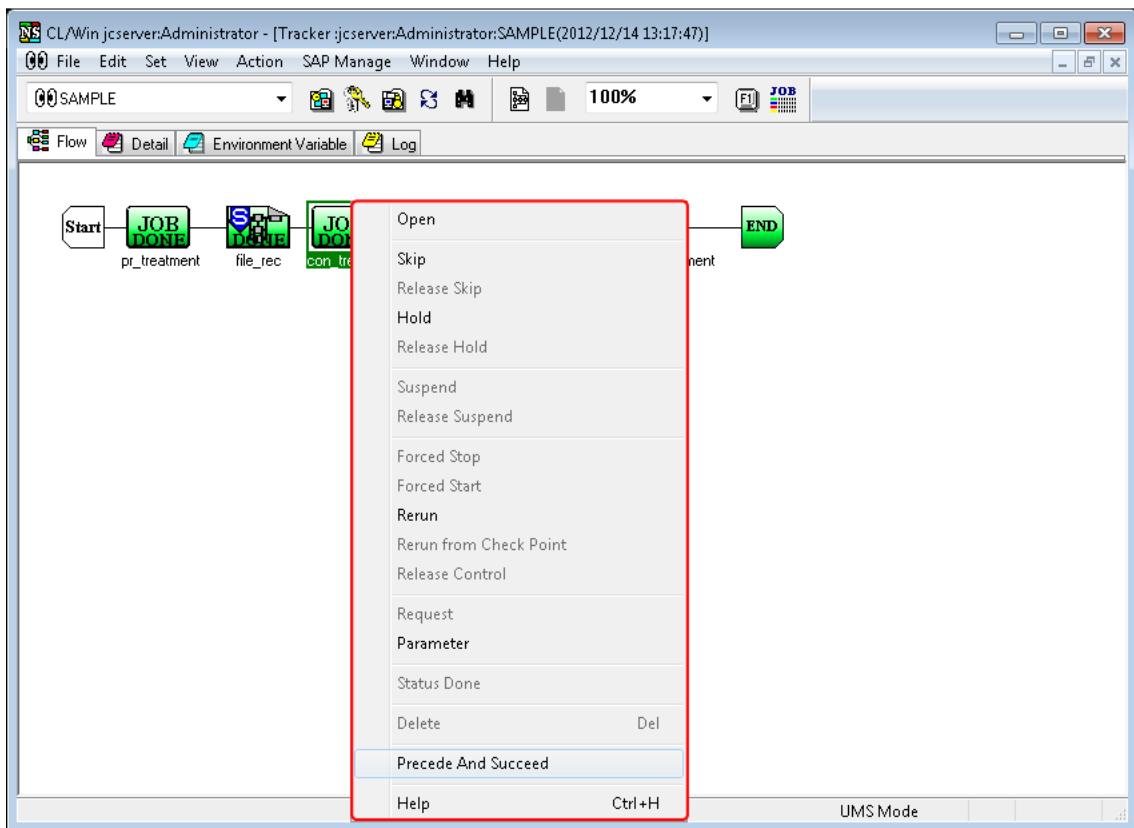 CL/Win jcserver:Administrator - [Tracker :jcserver:Administrator:SAMPLE(2012/12/14 13:17:47)]
File Edit Set View Action SAP Manage Window Help
SAMPLE 100% F1 JOB
Flow Detail Environment Variable Log
Start JOB DONE S DONE JO DO END
pr_treatment file_rec con_tre ment
Open
Skip
Release Skip
Hold
Release Hold
Suspend
Release Suspend
Forced Stop
Forced Start
Rerun
Rerun from Check Point
Release Control
Request
Parameter
Status Done
Delete Del
Precede And Succeed
Help Ctrl+H
UMS Mode